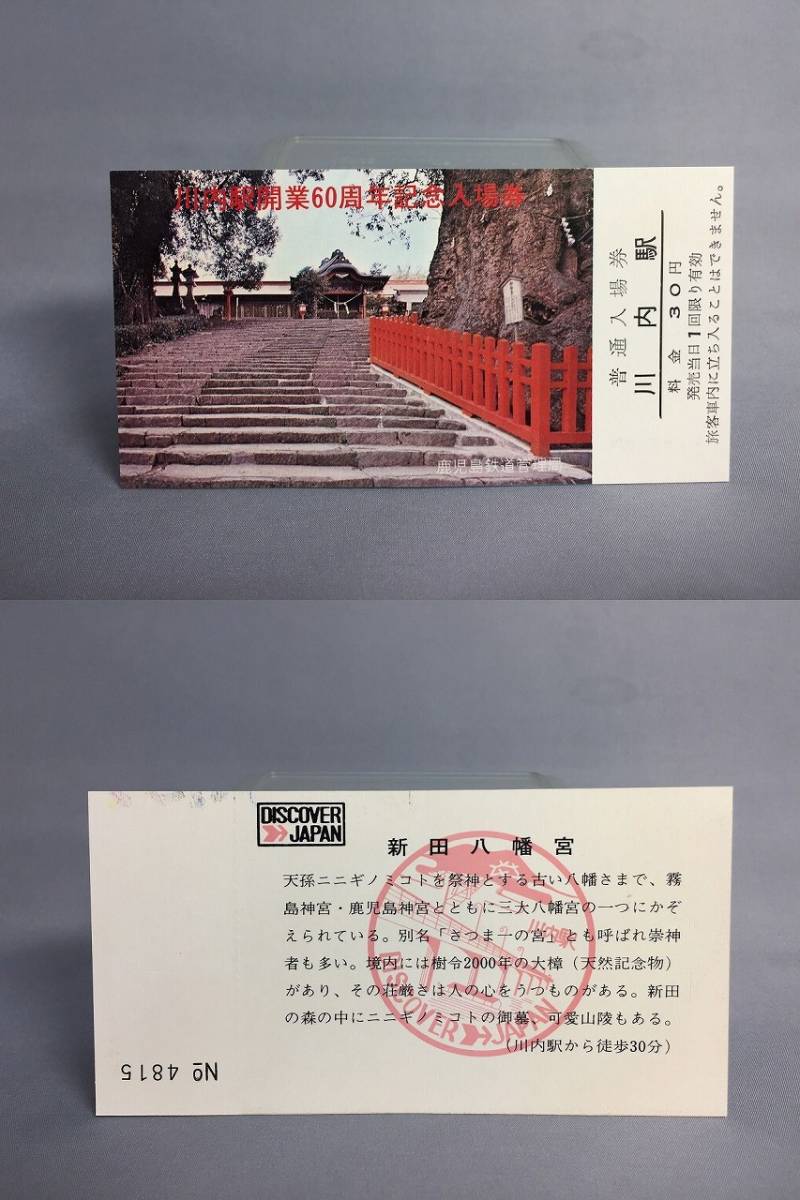 川内駅開業60周年記念入場券
鹿児島鉄道管理局
普通入場券
川内駅
料金 30円
発売当日1回限り有効
旅客車内に立ち入ることはできません。
DISCOVER
JAPAN
新田八幡宮
天孫ニニギノミコトを祭神とする古い八幡さまで、霧
島神宮・鹿児島神宮とともに三大八幡宮の一つにかぞ
えられている。別名「さつま一の宮」とも呼ばれ崇神
者も多い。境内には樹令2000年の大樟（天然記念物）
があり、その荘厳さは人の心をうつものがある。新田
の森の中にニニギノミコトの御墓、可愛山陵もある。
（川内駅から徒歩30分）
川内駅
DISCOVER JAPAN
No 4815